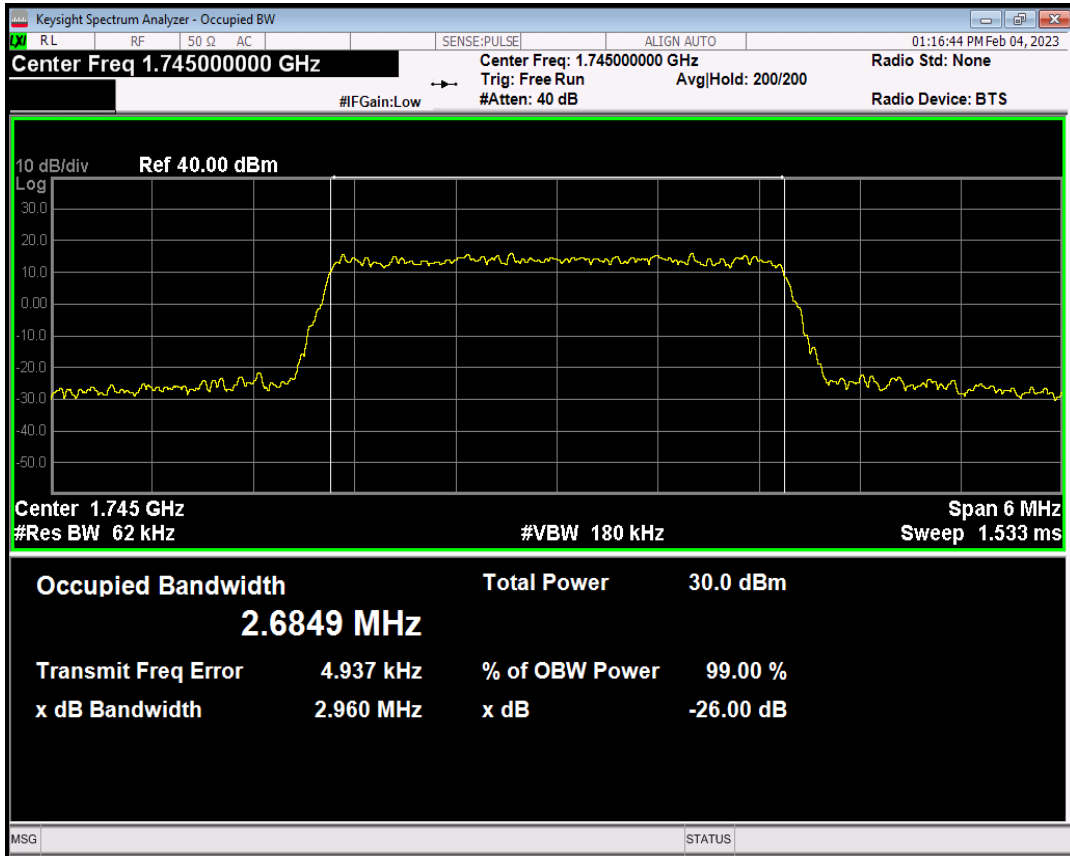 Keysight Spectrum Analyzer - Occupied BW
LXI RL RF 50 Ω AC SENSE:PULSE ALIGN AUTO 01:16:44 PM Feb 04, 2023
Center Freq 1.745000000 GHz
Center Freq: 1.745000000 GHz
Radio Std: None
Trig: Free Run Avg|Hold: 200/200
#IFGain:Low #Atten: 40 dB Radio Device: BTS
10 dB/div Ref 40.00 dBm
Log
30.0
20.0
10.0
0.00
-10.0
-20.0
-30.0
-40.0
-50.0
Center 1.745 GHz Span 6 MHz
#Res BW 62 kHz #VBW 180 kHz Sweep 1.533 ms
Occupied Bandwidth Total Power 30.0 dBm
2.6849 MHz
Transmit Freq Error 4.937 kHz % of OBW Power 99.00 %
x dB Bandwidth 2.960 MHz x dB -26.00 dB
MSG STATUS